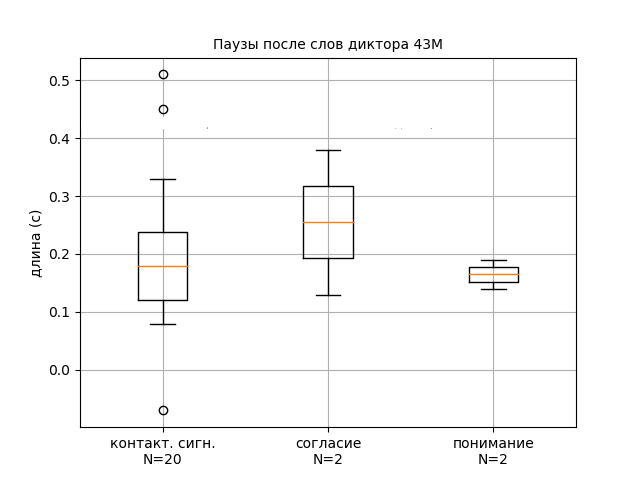 Паузы после слов диктора 43М
длина (с)
0.5
0.4
0.3
0.2
0.1
0.0
контакт. сигн.
N=20
согласие
N=2
понимание
N=2